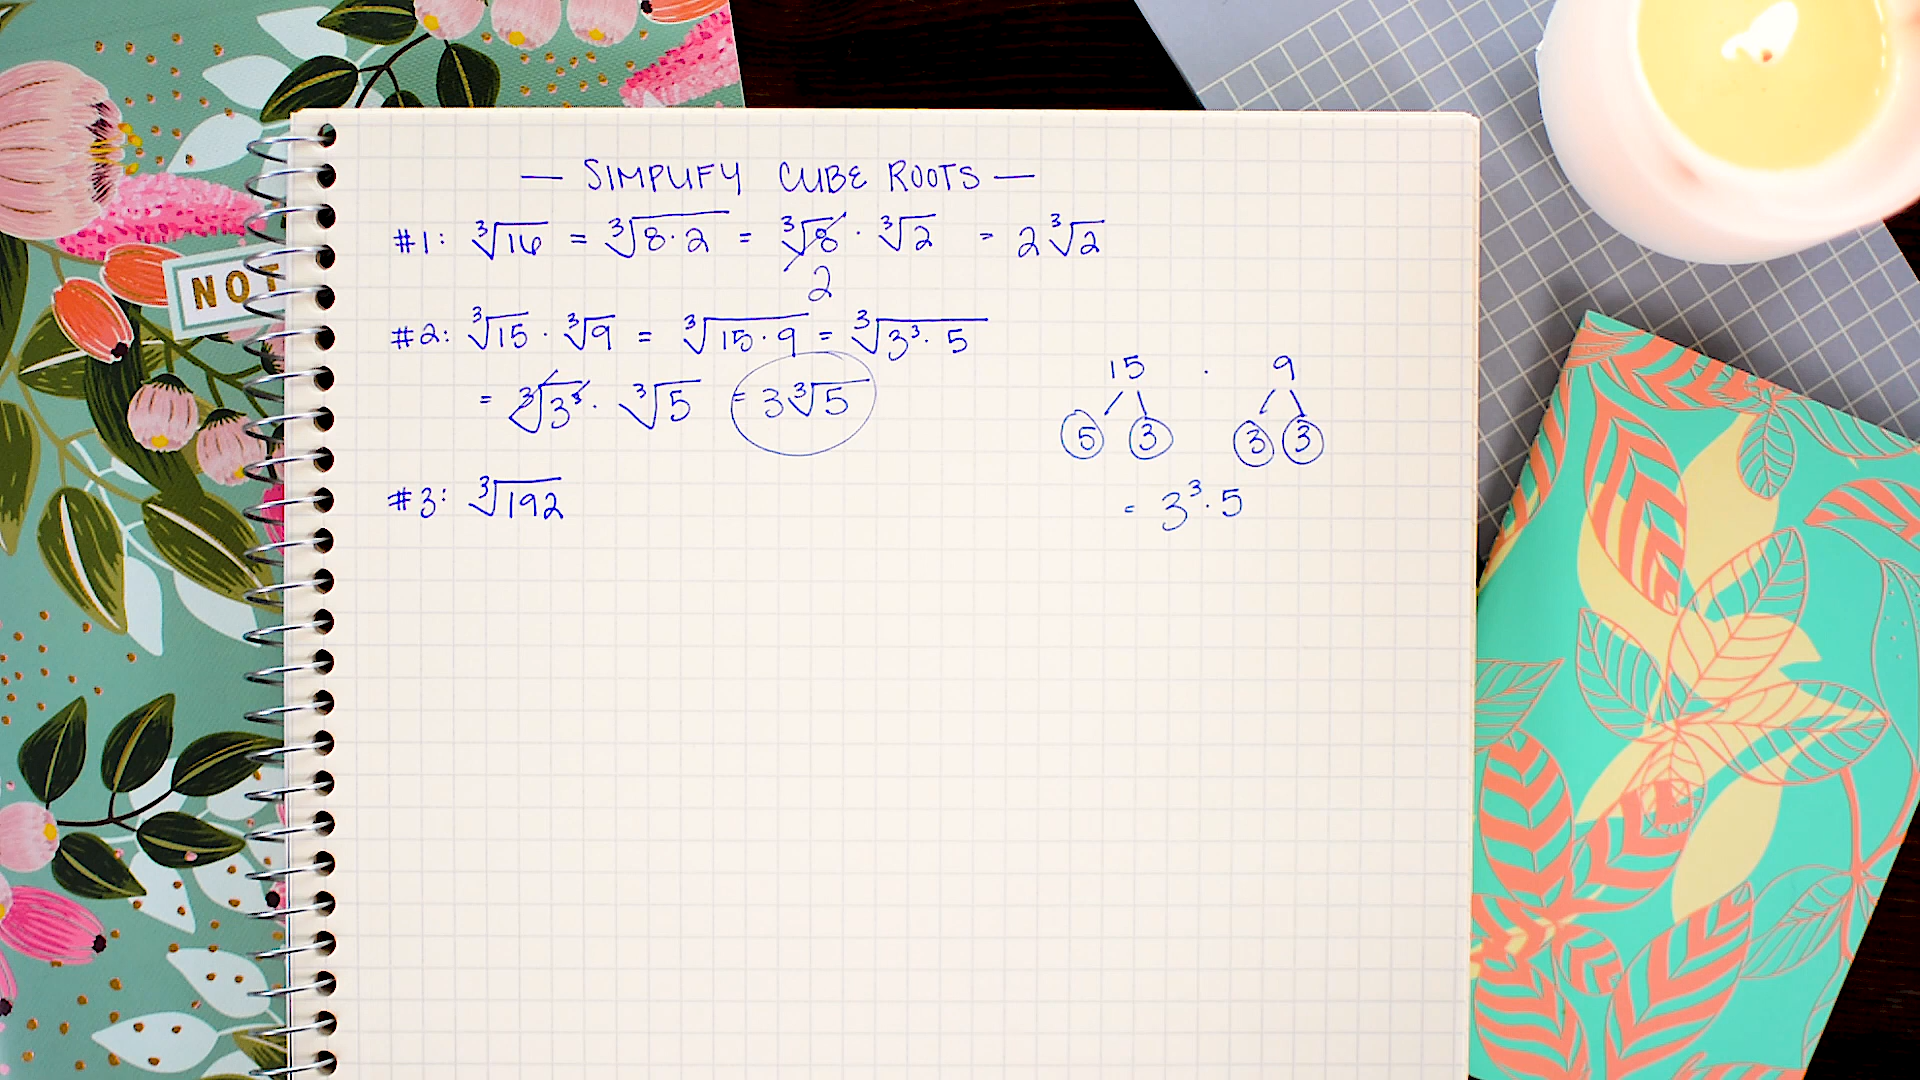 — SIMPLIFY CUBE ROOTS —
#1: ∛16 = ∛8·2 = ∛8 · ∛2 = 2∛2
2
#2: ∛15 · ∛9 = ∛15·9 = ∛3³·5
= ∛3³ · ∛5 = 3∛5
15 · 9
5 3 3 3
= 3³·5
#3: ∛192
NOT